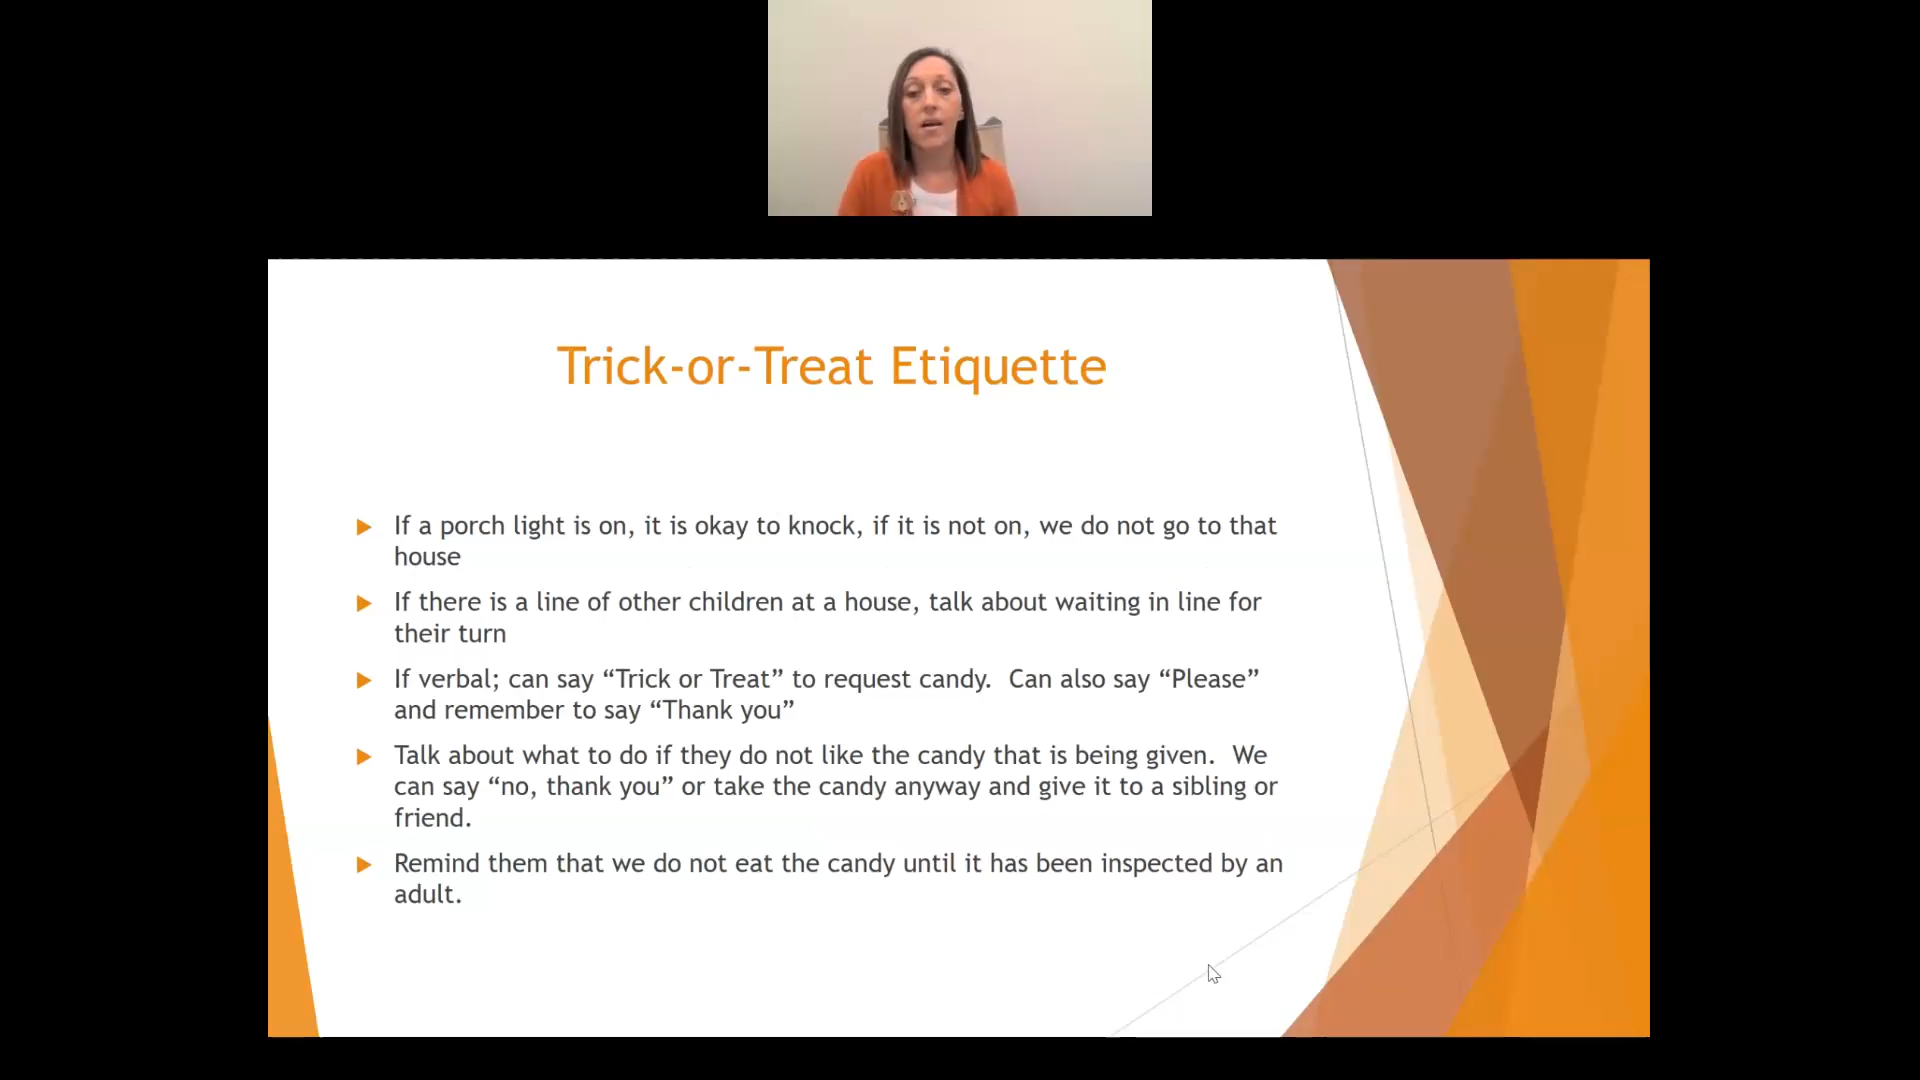 Trick-or-Treat Etiquette
If a porch light is on, it is okay to knock, if it is not on, we do not go to that
house
If there is a line of other children at a house, talk about waiting in line for
their turn
If verbal; can say “Trick or Treat” to request candy.  Can also say “Please”
and remember to say “Thank you”
Talk about what to do if they do not like the candy that is being given.  We
can say “no, thank you” or take the candy anyway and give it to a sibling or
friend.
Remind them that we do not eat the candy until it has been inspected by an
adult.